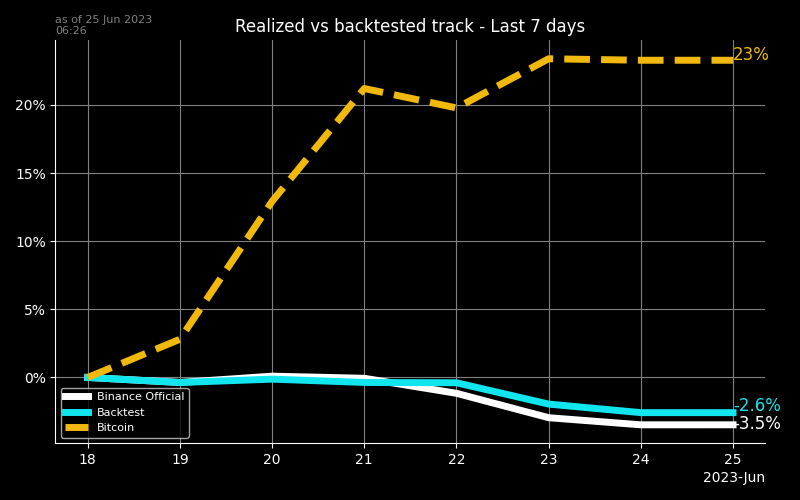 as of 25 Jun 2023
06:26
Realized vs backtested track - Last 7 days
23%
20%
15%
10%
5%
0%
Binance Official
Backtest
Bitcoin
-2.6%
-3.5%
18 19 20 21 22 23 24 25
2023-Jun